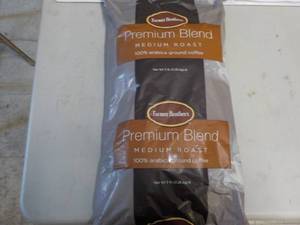 Farmer Brothers
Premium Blend
MEDIUM ROAST
100% arabica ground coffee
Farmer Brothers
Premium Blend
MEDIUM ROAST
100% arabica ground coffee